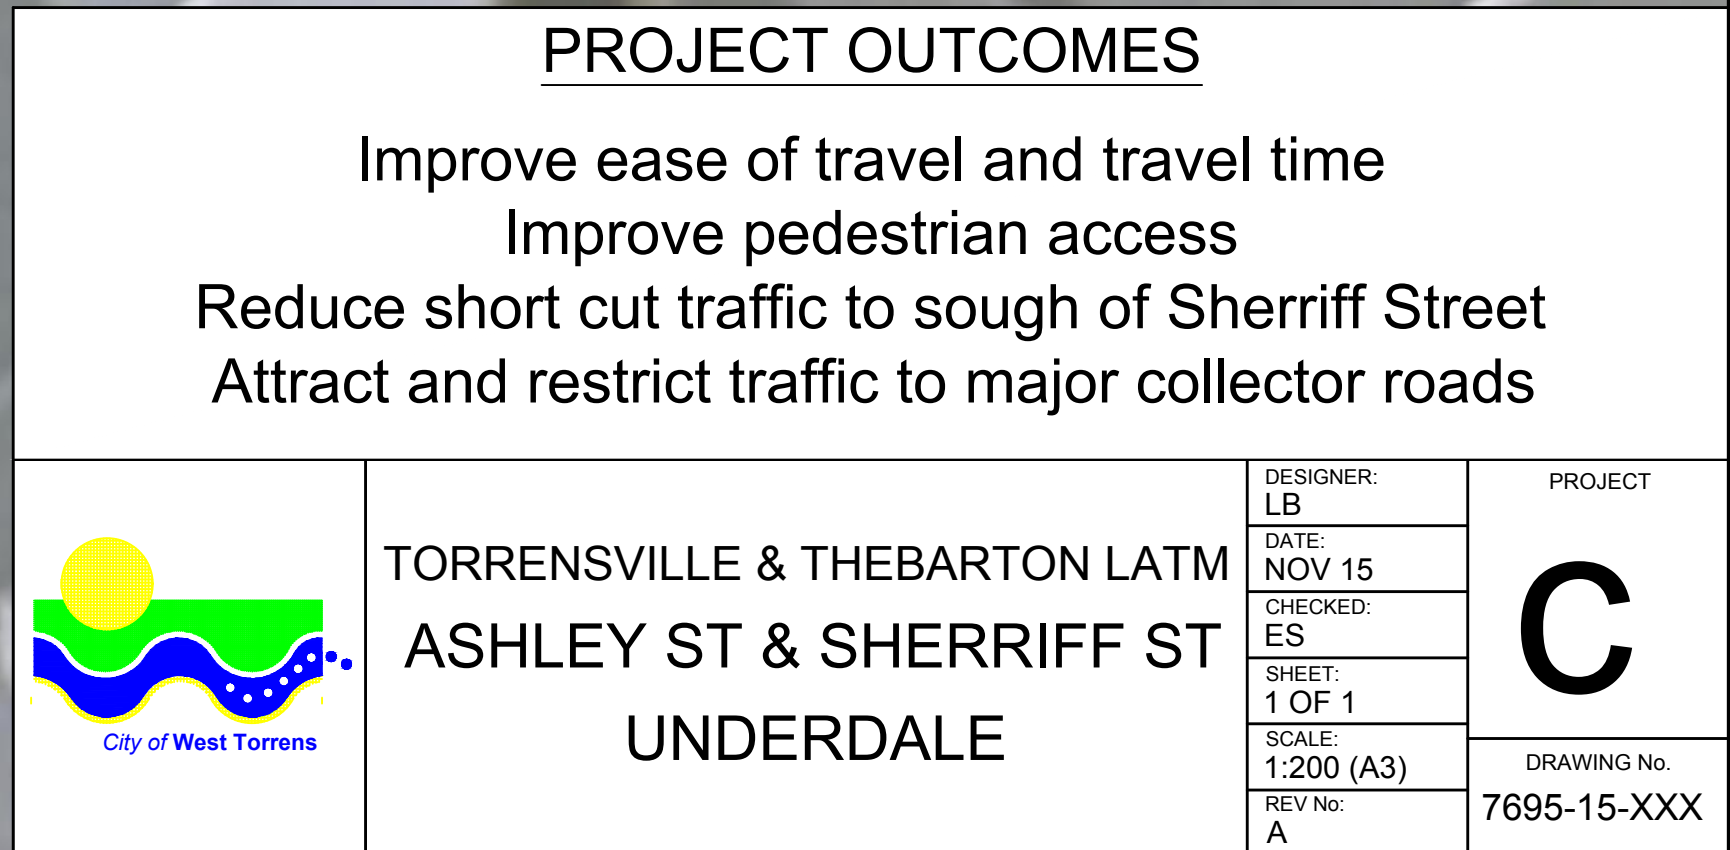 PROJECT OUTCOMES
Improve ease of travel and travel time
Improve pedestrian access
Reduce short cut traffic to sough of Sherriff Street
Attract and restrict traffic to major collector roads
City of West Torrens
TORRENSVILLE & THEBARTON LATM
ASHLEY ST & SHERRIFF ST
UNDERDALE
DESIGNER:
LB
DATE:
NOV 15
CHECKED:
ES
SHEET:
1 OF 1
SCALE:
1:200 (A3)
REV No:
A
PROJECT
C
DRAWING No.
7695-15-XXX